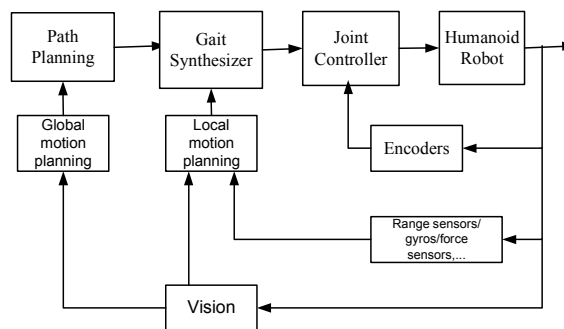 Path
Planning
Gait
Synthesizer
Joint
Controller
Humanoid
Robot
Global
motion
planning
Local
motion
planning
Encoders
Range sensors/
gyros/force
sensors,...
Vision